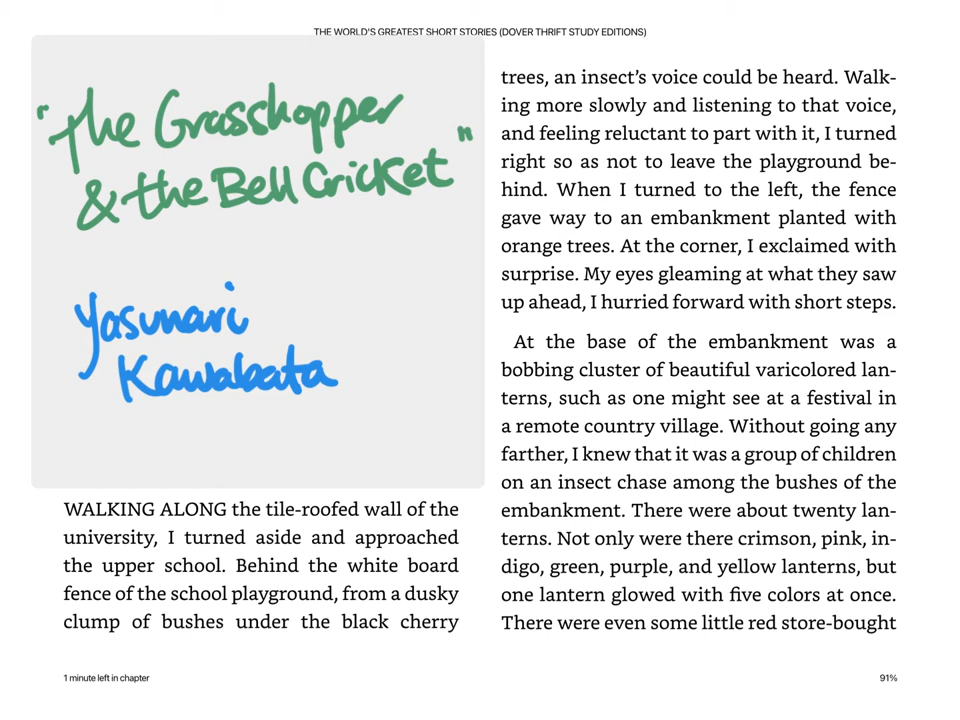 THE WORLD'S GREATEST SHORT STORIES (DOVER THRIFT STUDY EDITIONS)
"The Grasshopper
& the Bell Cricket"
Yasunari
Kawabata
WALKING ALONG the tile-roofed wall of the
university, I turned aside and approached
the upper school. Behind the white board
fence of the school playground, from a dusky
clump of bushes under the black cherry
trees, an insect’s voice could be heard. Walk-
ing more slowly and listening to that voice,
and feeling reluctant to part with it, I turned
right so as not to leave the playground be-
hind. When I turned to the left, the fence
gave way to an embankment planted with
orange trees. At the corner, I exclaimed with
surprise. My eyes gleaming at what they saw
up ahead, I hurried forward with short steps.
At the base of the embankment was a
bobbing cluster of beautiful varicolored lan-
terns, such as one might see at a festival in
a remote country village. Without going any
farther, I knew that it was a group of children
on an insect chase among the bushes of the
embankment. There were about twenty lan-
terns. Not only were there crimson, pink, in-
digo, green, purple, and yellow lanterns, but
one lantern glowed with five colors at once.
There were even some little red store-bought
1 minute left in chapter
91%